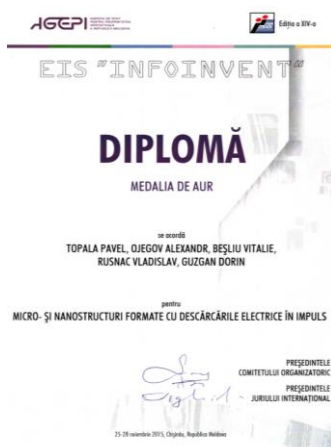 AGEPI
Ediția a XIV-a
EIS "INFOINVENT"
DIPLOMĂ
MEDALIA DE AUR
se acordă
TOPALA PAVEL, OJEGOV ALEXANDR, BEȘLIU VITALIE,
RUSNAC VLADISLAV, GUZGAN DORIN
pentru
MICRO- ȘI NANOSTRUCTURI FORMATE CU DESCĂRCĂRILE ELECTRICE ÎN IMPULS
PREȘEDINTELE
COMITETULUI ORGANIZATORIC
PREȘEDINTELE
JURIULUI INTERNAȚIONAL
25-28 noiembrie 2015, Chișinău, Republica Moldova